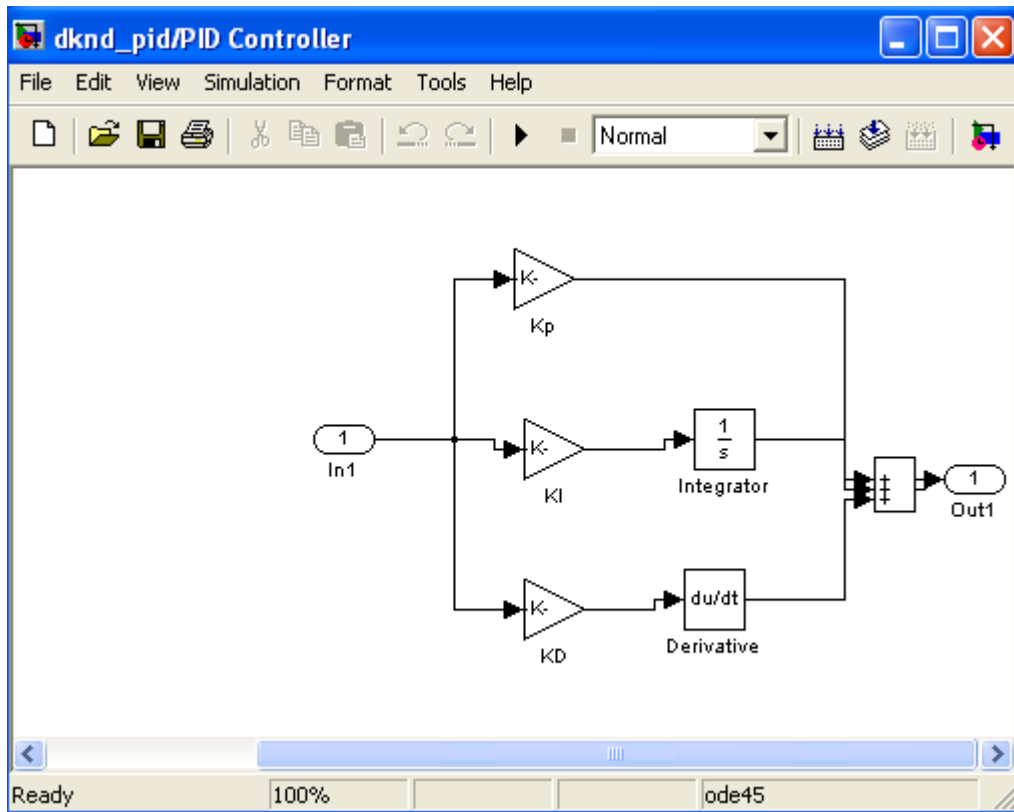 dknd_pid/PID Controller
File Edit View Simulation Format Tools Help
Normal
K-
Kp
1
In1
K-
KI
1
s
Integrator
+
+
+
1
Out1
K-
KD
du/dt
Derivative
Ready 100% ode45